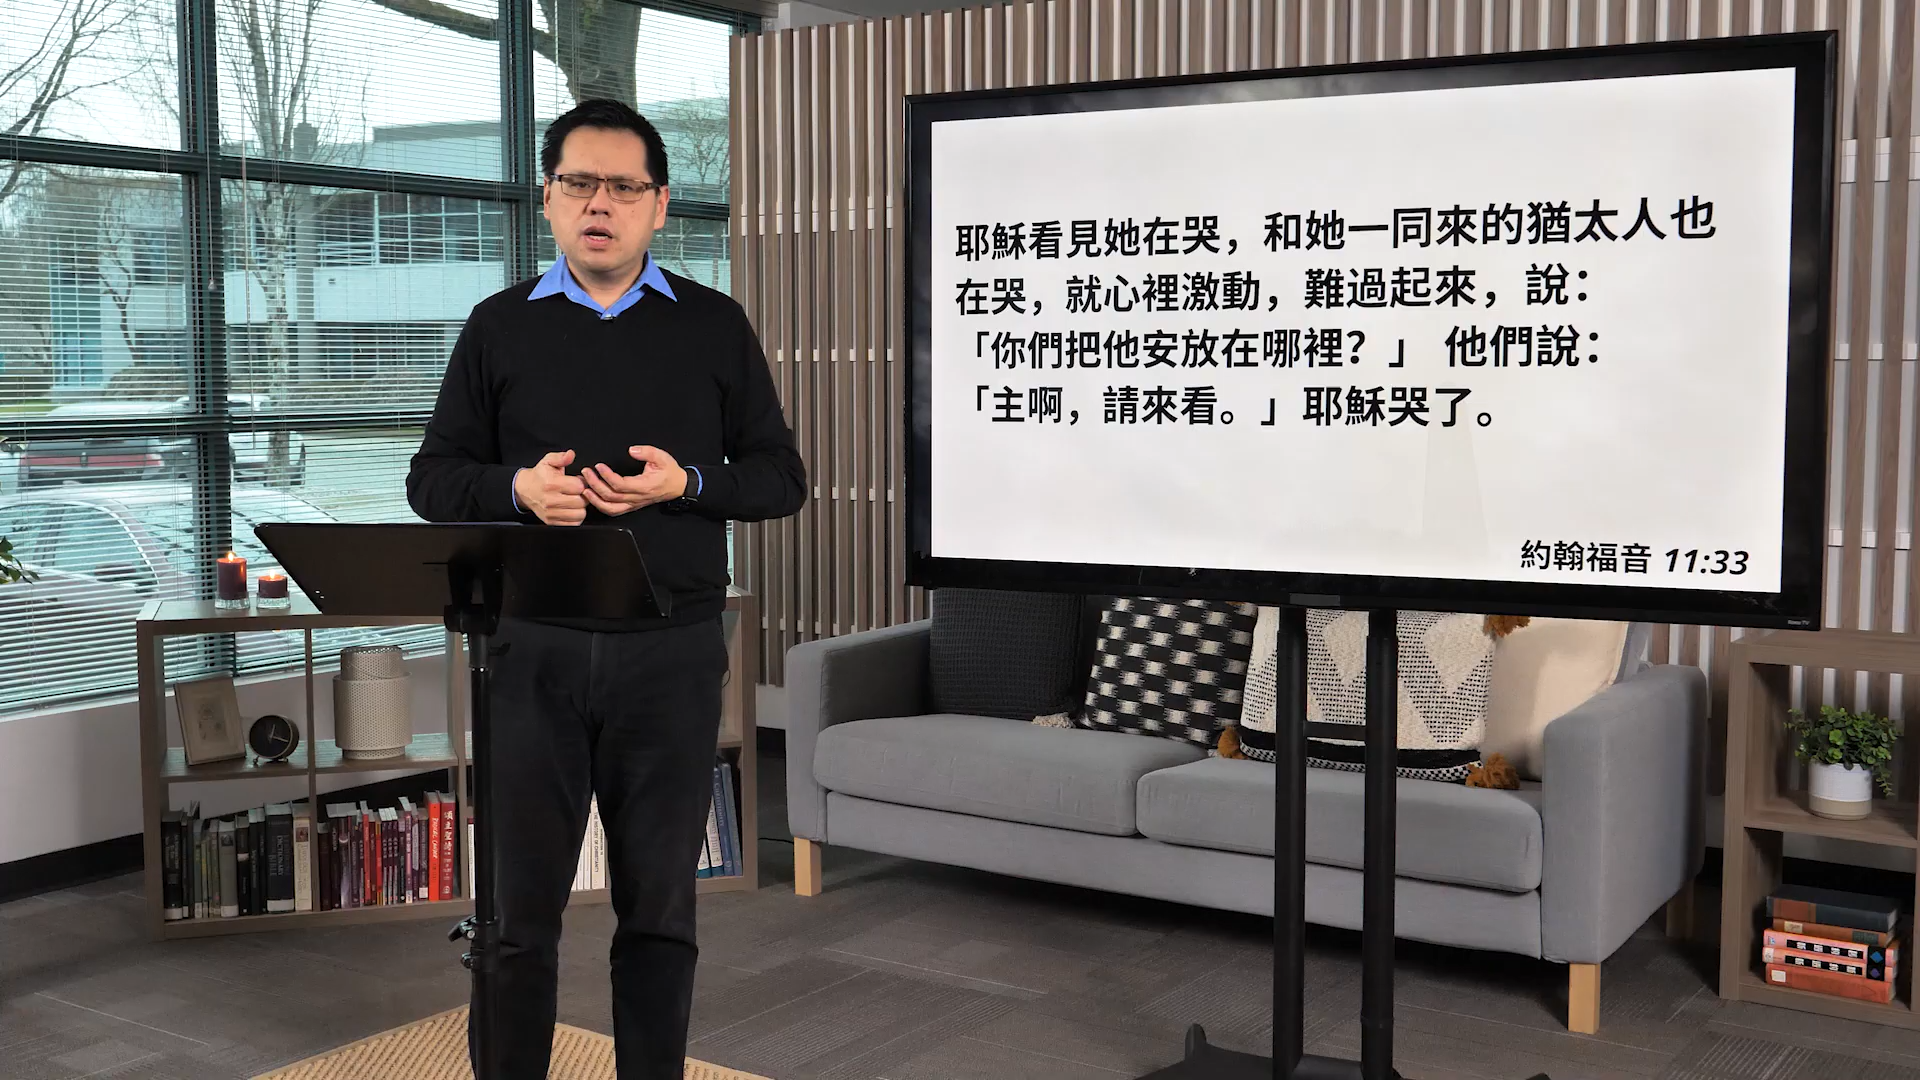 耶穌看見她在哭，和她一同來的猶太人也
在哭，就心裡激動，難過起來，說：
「你們把他安放在哪裡？」 他們說：
「主啊，請來看。」耶穌哭了。
約翰福音 11:33